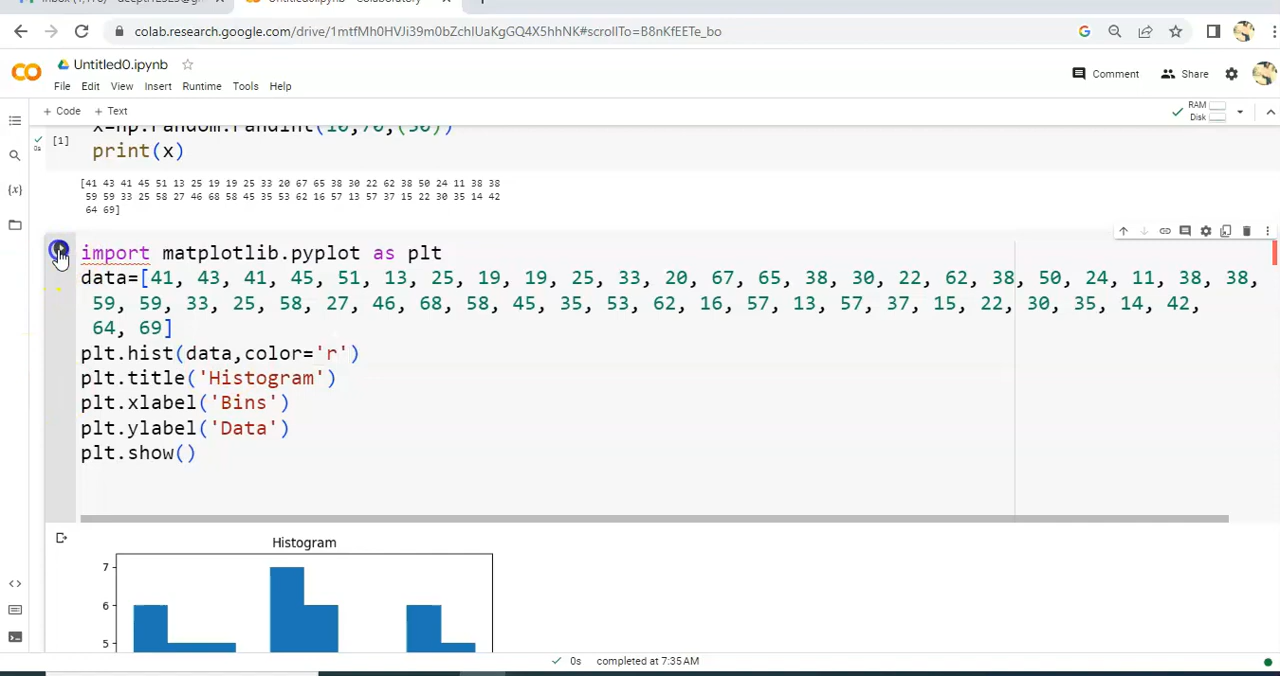 colab.research.google.com/drive/1mtfMh0HVJi39m0bZchIUaKgGQ4X5hhNK#scrollTo=B8nKfEETe_bo
Untitled0.ipynb
File Edit View Insert Runtime Tools Help
Comment Share
+ Code + Text
RAM
Disk
x=np.random.randint(10,70,(50))
[1]
0s
print(x)
[41 43 41 45 51 13 25 19 19 25 33 20 67 65 38 30 22 62 38 50 24 11 38 38
59 59 33 25 58 27 46 68 58 45 35 53 62 16 57 13 57 37 15 22 30 35 14 42
64 69]
import matplotlib.pyplot as plt
data=[41, 43, 41, 45, 51, 13, 25, 19, 19, 25, 33, 20, 67, 65, 38, 30, 22, 62, 38, 50, 24, 11, 38, 38,
59, 59, 33, 25, 58, 27, 46, 68, 58, 45, 35, 53, 62, 16, 57, 13, 57, 37, 15, 22, 30, 35, 14, 42,
64, 69]
plt.hist(data,color='r')
plt.title('Histogram')
plt.xlabel('Bins')
plt.ylabel('Data')
plt.show()
Histogram
7
6
5
0s completed at 7:35 AM